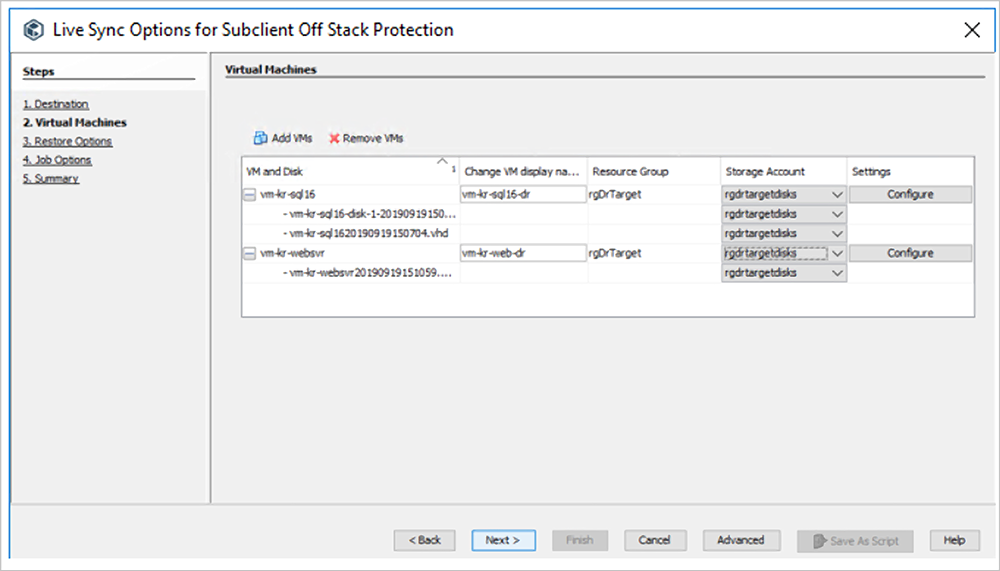 Live Sync Options for Subclient Off Stack Protection
Steps
1. Destination
2. Virtual Machines
3. Restore Options
4. Job Options
5. Summary
Virtual Machines
Add VMs Remove VMs
VM and Disk 1 Change VM display na... Resource Group Storage Account Settings
vm-kr-sql16 vm-kr-sql16-dr rgDrTarget rgdrtargetdisks Configure
- vm-kr-sql16-disk-1-20190919150... rgdrtargetdisks
- vm-kr-sql1620190919150704.vhd rgdrtargetdisks
vm-kr-websvr vm-kr-web-dr rgDrTarget rgdrtargetdisks Configure
- vm-kr-websvr20190919151059.... rgdrtargetdisks
< Back Next > Finish Cancel Advanced Save As Script Help